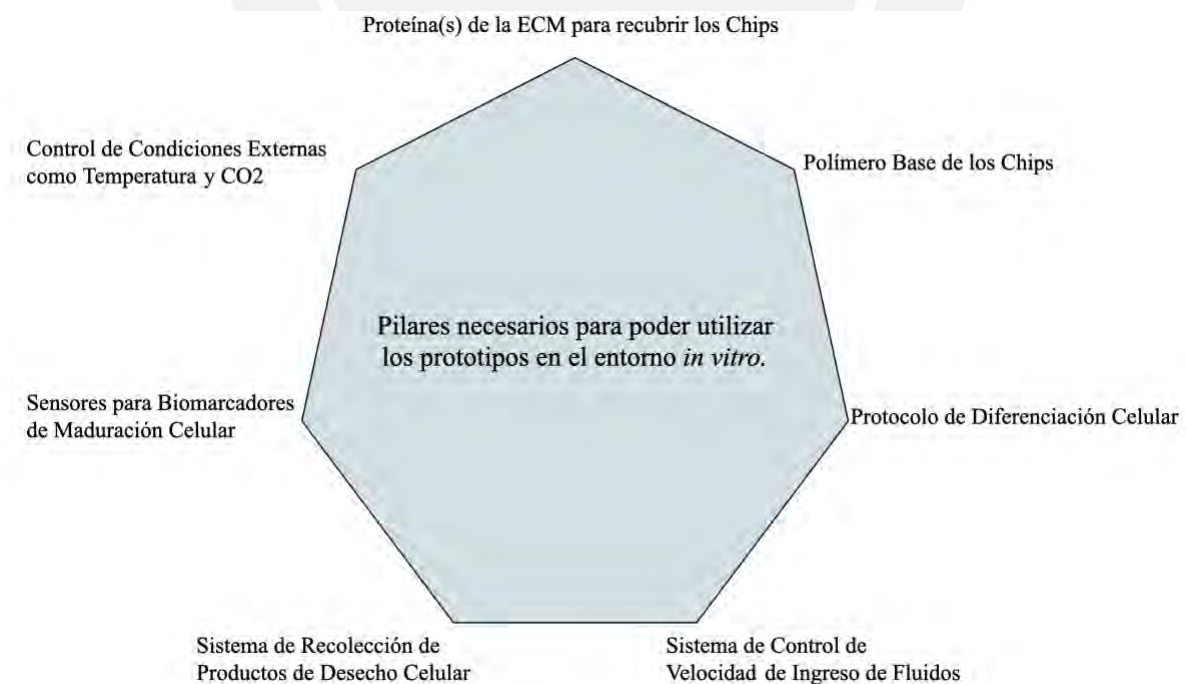 Proteína(s) de la ECM para recubrir los Chips
Control de Condiciones Externas
como Temperatura y CO2
Polímero Base de los Chips
Pilares necesarios para poder utilizar
los prototipos en el entorno in vitro.
Sensores para Biomarcadores
de Maduración Celular
Protocolo de Diferenciación Celular
Sistema de Recolección de
Productos de Desecho Celular
Sistema de Control de
Velocidad de Ingreso de Fluidos